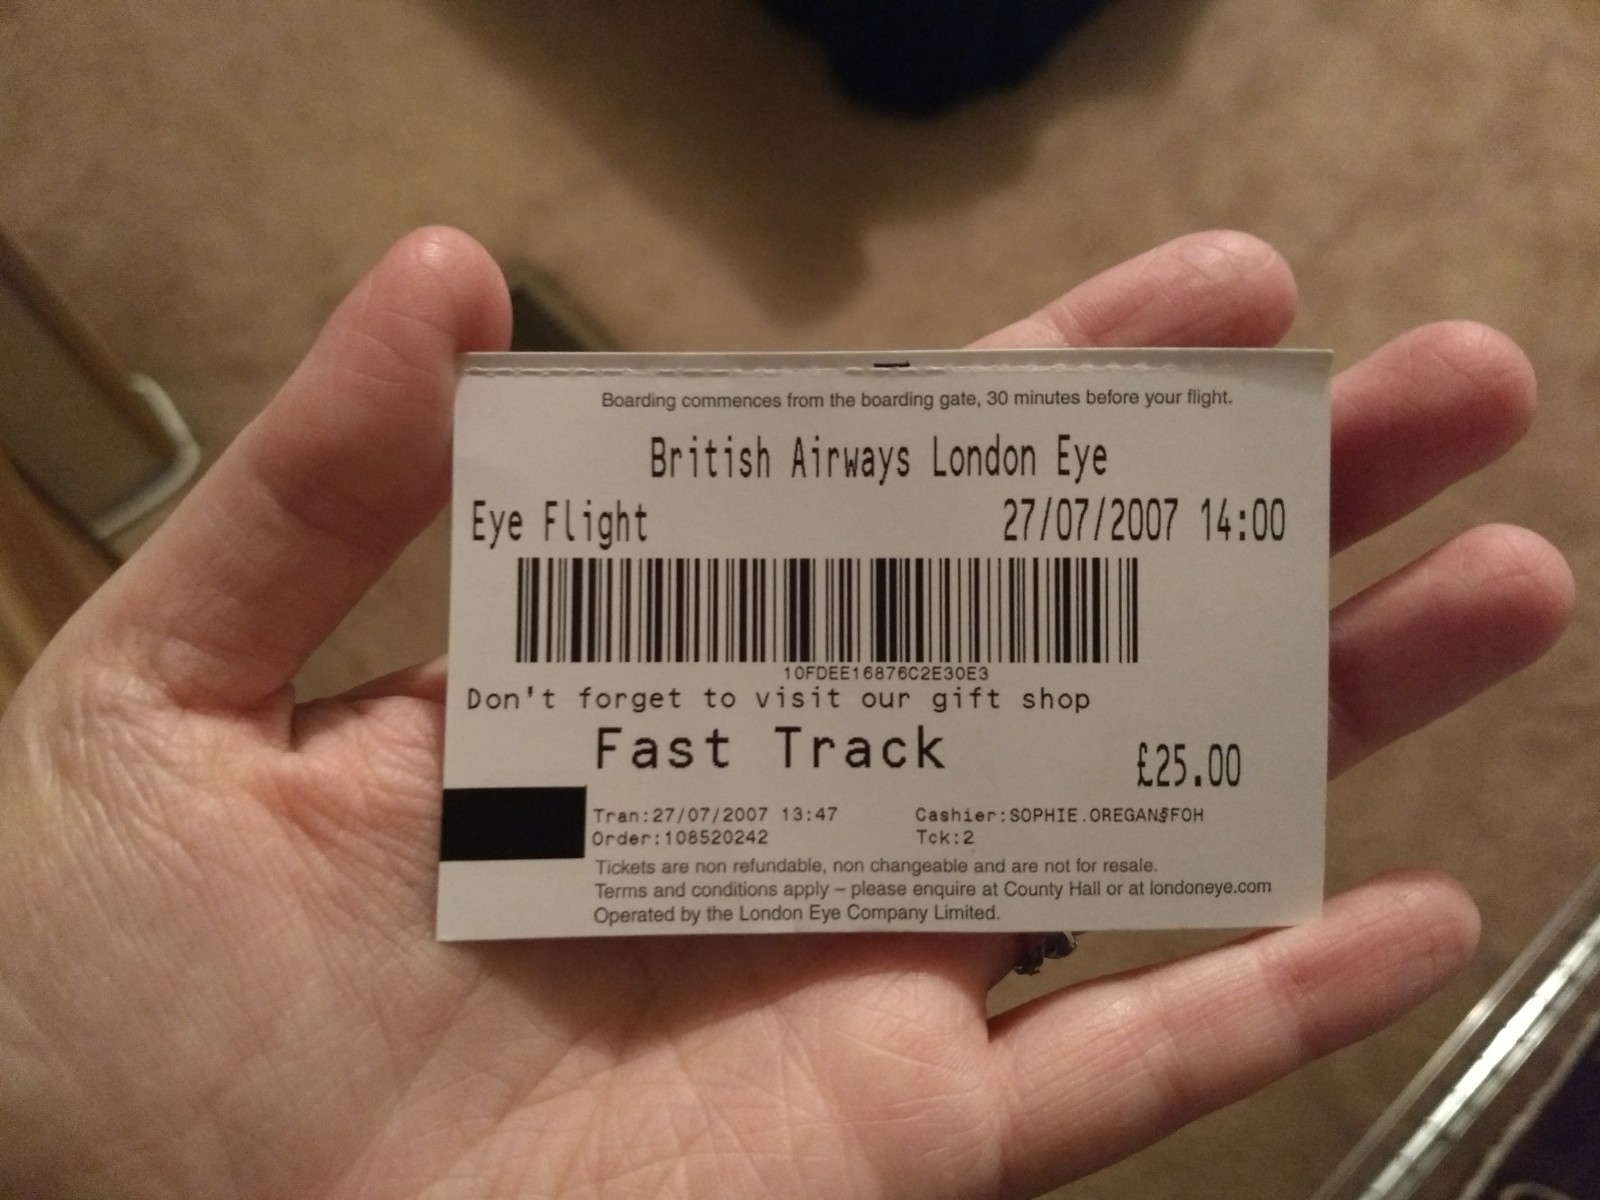 Boarding commences from the boarding gate, 30 minutes before your flight.
British Airways London Eye
Eye Flight 27/07/2007 14:00
10FDEE16876C2E30E3
Don't forget to visit our gift shop
Fast Track £25.00
Tran:27/07/2007 13:47 Cashier:SOPHIE.OREGAN§FOH
Order:108520242 Tck:2
Tickets are non refundable, non changeable and are not for resale.
Terms and conditions apply – please enquire at County Hall or at londoneye.com
Operated by the London Eye Company Limited.